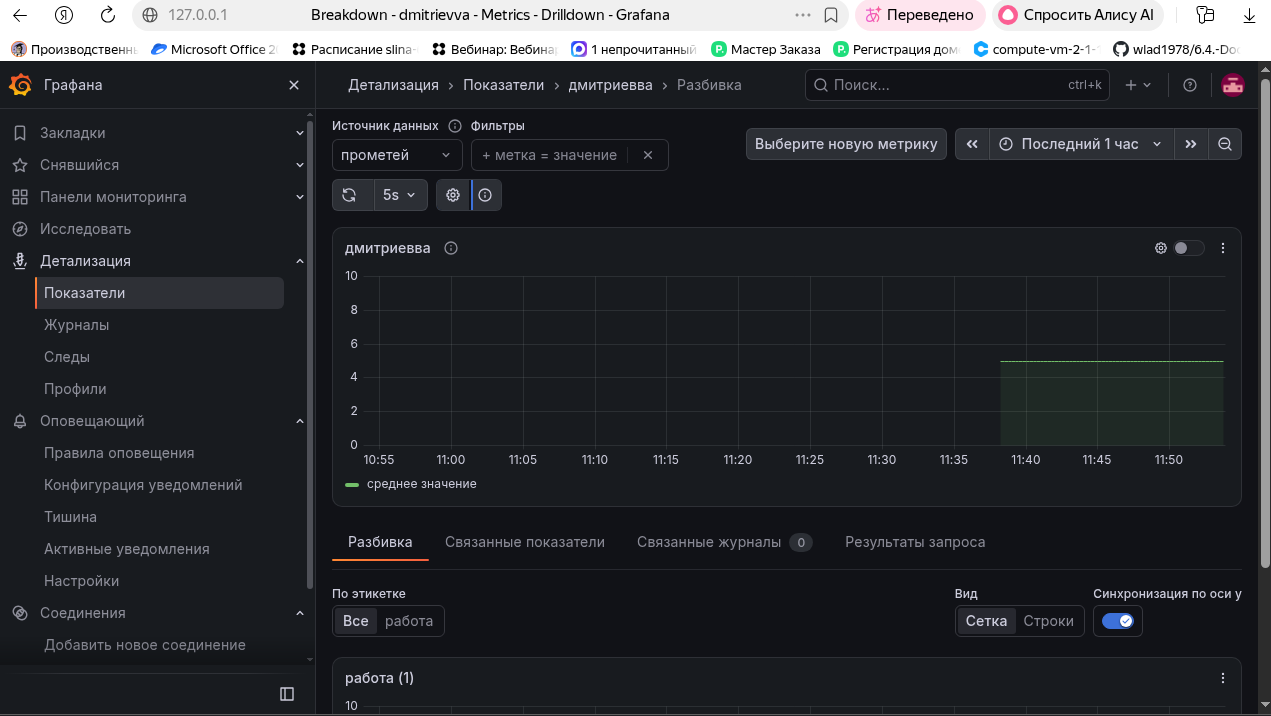 127.0.0.1
Breakdown - dmitrievva - Metrics - Drilldown - Grafana
Переведено
Спросить Алису AI
Производственнь
Microsoft Office 2
Расписание slina-
Вебинар: Вебина
1 непрочитанный
Мастер Заказа
Регистрация дом
compute-vm-2-1-
wlad1978/6.4.-Doc
Графана
Детализация › Показатели › дмитриевва › Разбивка
Поиск...
ctrl+k
Закладки
Снявшийся
Панели мониторинга
Исследовать
Детализация
Показатели
Журналы
Следы
Профили
Оповещающий
Правила оповещения
Конфигурация уведомлений
Тишина
Активные уведомления
Настройки
Соединения
Добавить новое соединение
Источник данных
Фильтры
прометей
+ метка = значение
Выберите новую метрику
Последний 1 час
5s
дмитриевва
10
8
6
4
2
0
10:55 11:00 11:05 11:10 11:15 11:20 11:25 11:30 11:35 11:40 11:45 11:50
среднее значение
Разбивка
Связанные показатели
Связанные журналы 0
Результаты запроса
По этикетке
Все работа
Вид
Сетка Строки
Синхронизация по оси y
работа (1)
10